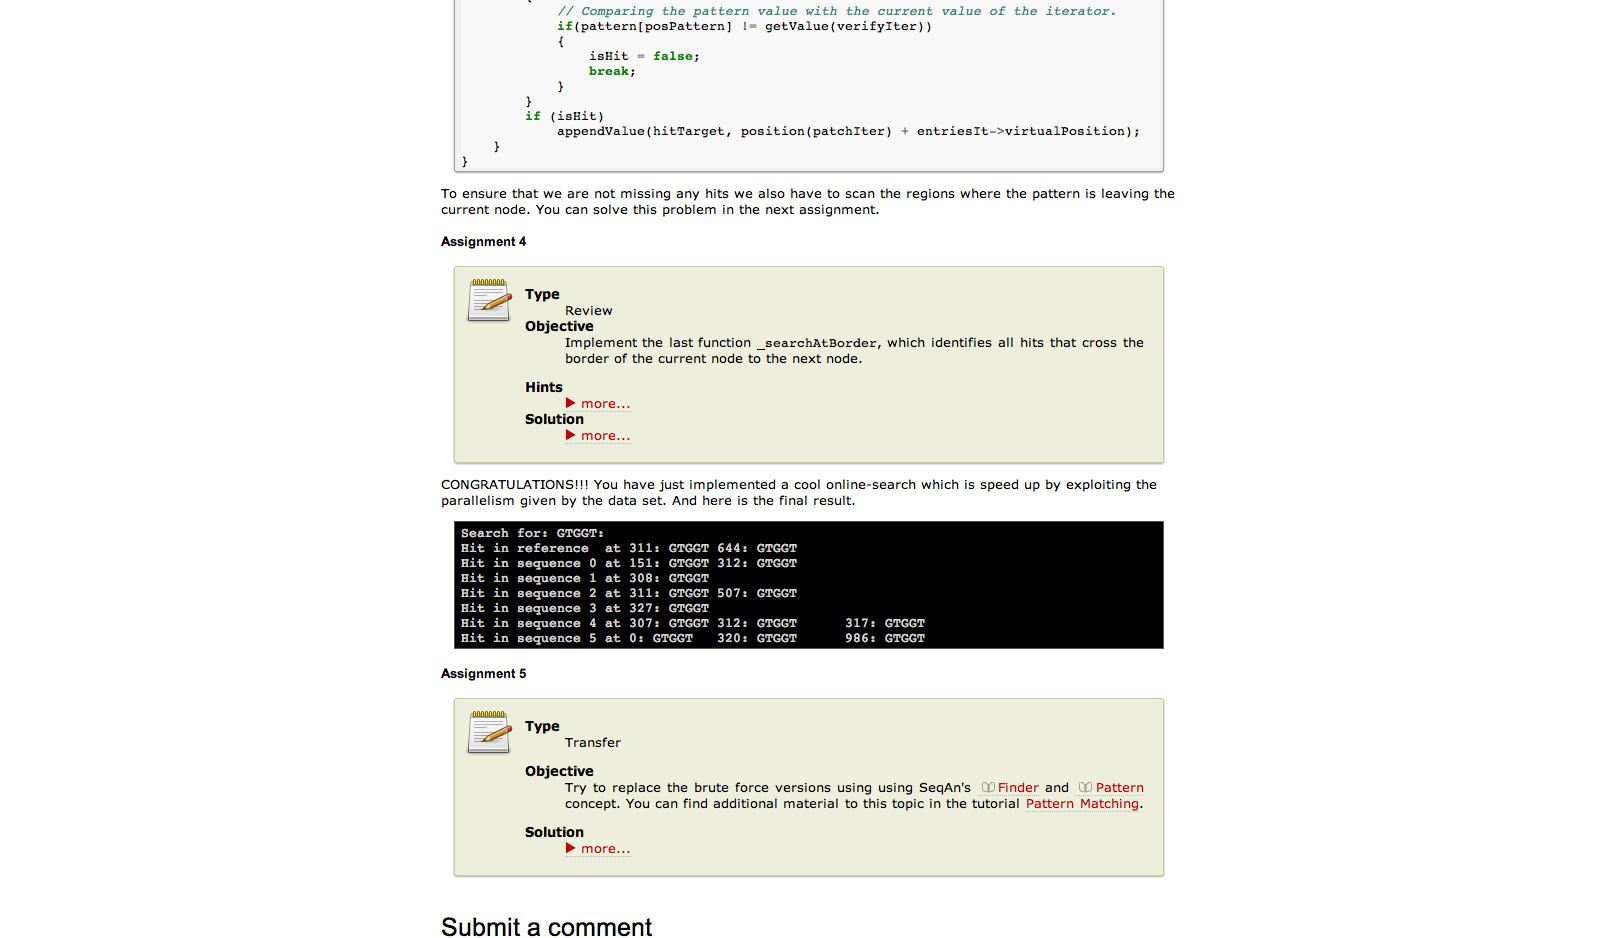 // Comparing the pattern value with the current value of the iterator.
if(pattern[posPattern] != getValue(verifyIter))
{
isHit = false;
break;
}
}
if (isHit)
appendValue(hitTarget, position(patchIter) + entriesIt->virtualPosition);
}
}
To ensure that we are not missing any hits we also have to scan the regions where the pattern is leaving the
current node. You can solve this problem in the next assignment.
Assignment 4
Type
Review
Objective
Implement the last function _searchAtBorder, which identifies all hits that cross the
border of the current node to the next node.
Hints
▶ more...
Solution
▶ more...
CONGRATULATIONS!!! You have just implemented a cool online-search which is speed up by exploiting the
parallelism given by the data set. And here is the final result.
Search for: GTGGT:
Hit in reference  at 311: GTGGT 644: GTGGT
Hit in sequence 0 at 151: GTGGT 312: GTGGT
Hit in sequence 1 at 308: GTGGT
Hit in sequence 2 at 311: GTGGT 507: GTGGT
Hit in sequence 3 at 327: GTGGT
Hit in sequence 4 at 307: GTGGT 312: GTGGT      317: GTGGT
Hit in sequence 5 at 0: GTGGT   320: GTGGT      986: GTGGT
Assignment 5
Type
Transfer
Objective
Try to replace the brute force versions using using SeqAn's Finder and Pattern
concept. You can find additional material to this topic in the tutorial Pattern Matching.
Solution
▶ more...
Submit a comment